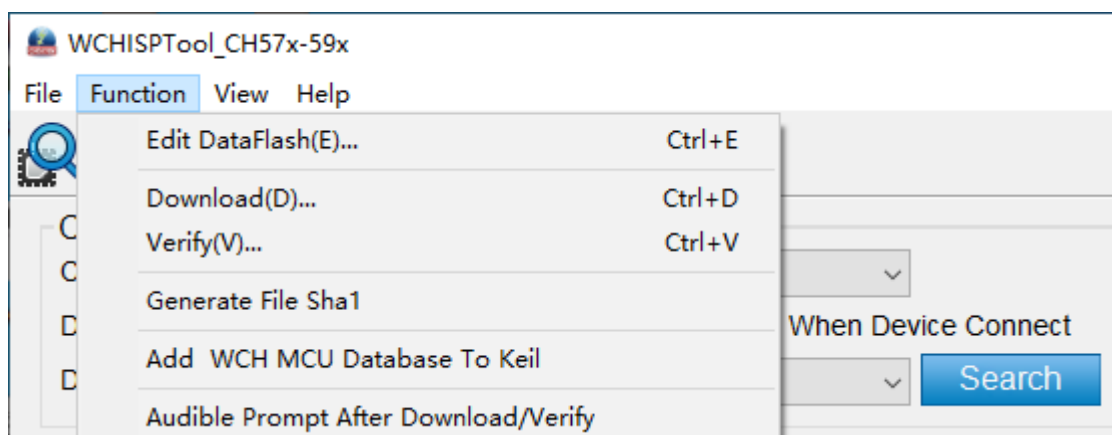 WCHISPTool_CH57x-59x
File Function View Help
Edit DataFlash(E)... Ctrl+E
Download(D)... Ctrl+D
Verify(V)... Ctrl+V
Generate File Sha1
Add  WCH MCU Database To Keil
When Device Connect
Search
Audible Prompt After Download/Verify